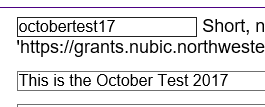 octobertest17 Short, n
'https://grants.nubic.northweste
This is the October Test 2017